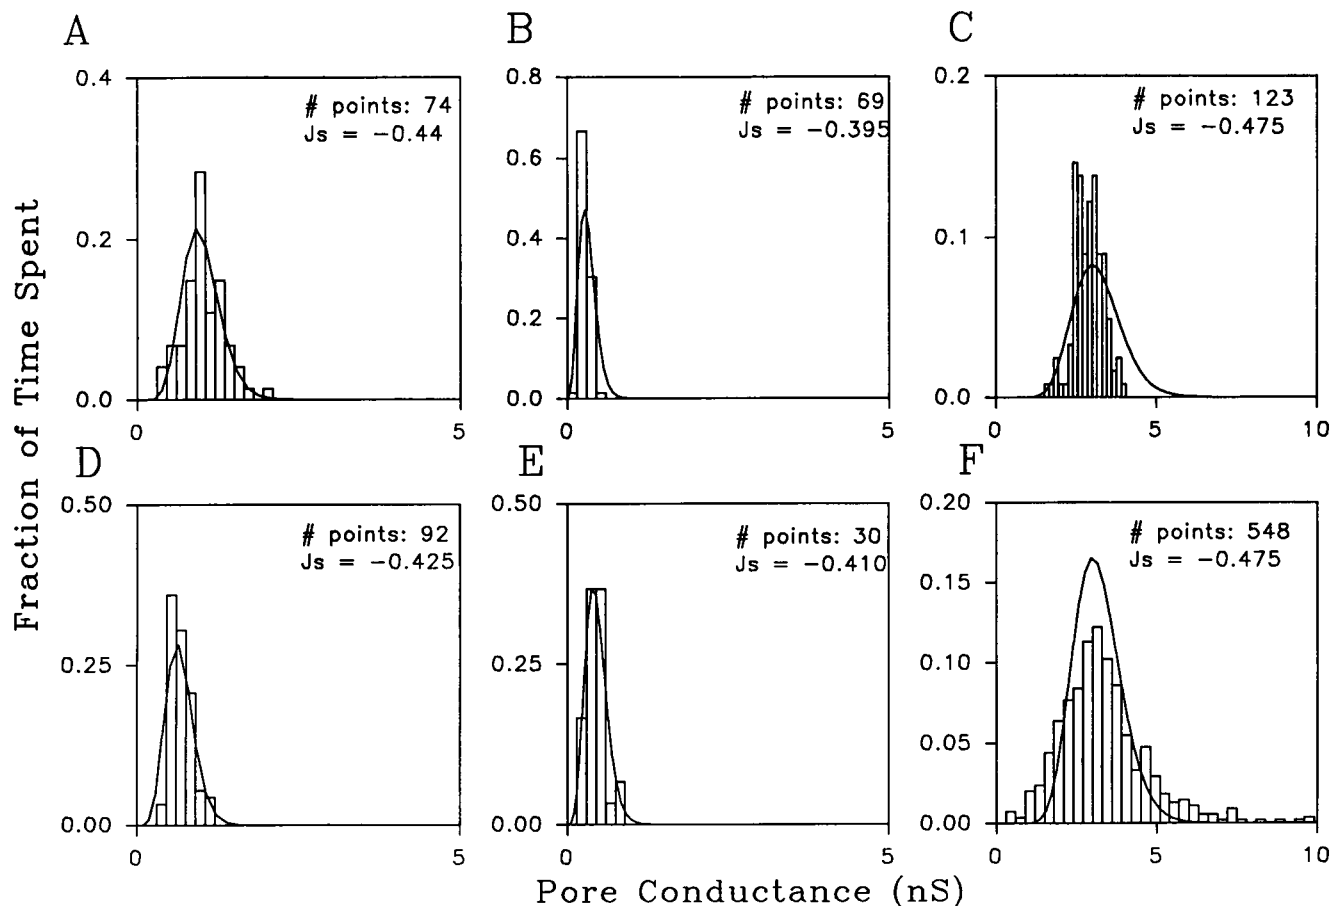 A
0.4
0.2
0.0
0
5
# points: 74
Js = -0.44
B
0.8
0.6
0.4
0.2
0.0
0
5
# points: 69
Js = -0.395
C
0.2
0.1
0.0
0
5
10
# points: 123
Js = -0.475
D
0.50
0.25
0.00
0
5
# points: 92
Js = -0.425
E
0.50
0.25
0.00
0
5
# points: 30
Js = -0.410
F
0.20
0.15
0.10
0.05
0.00
0
5
10
# points: 548
Js = -0.475
Fraction of Time Spent
Pore Conductance (nS)